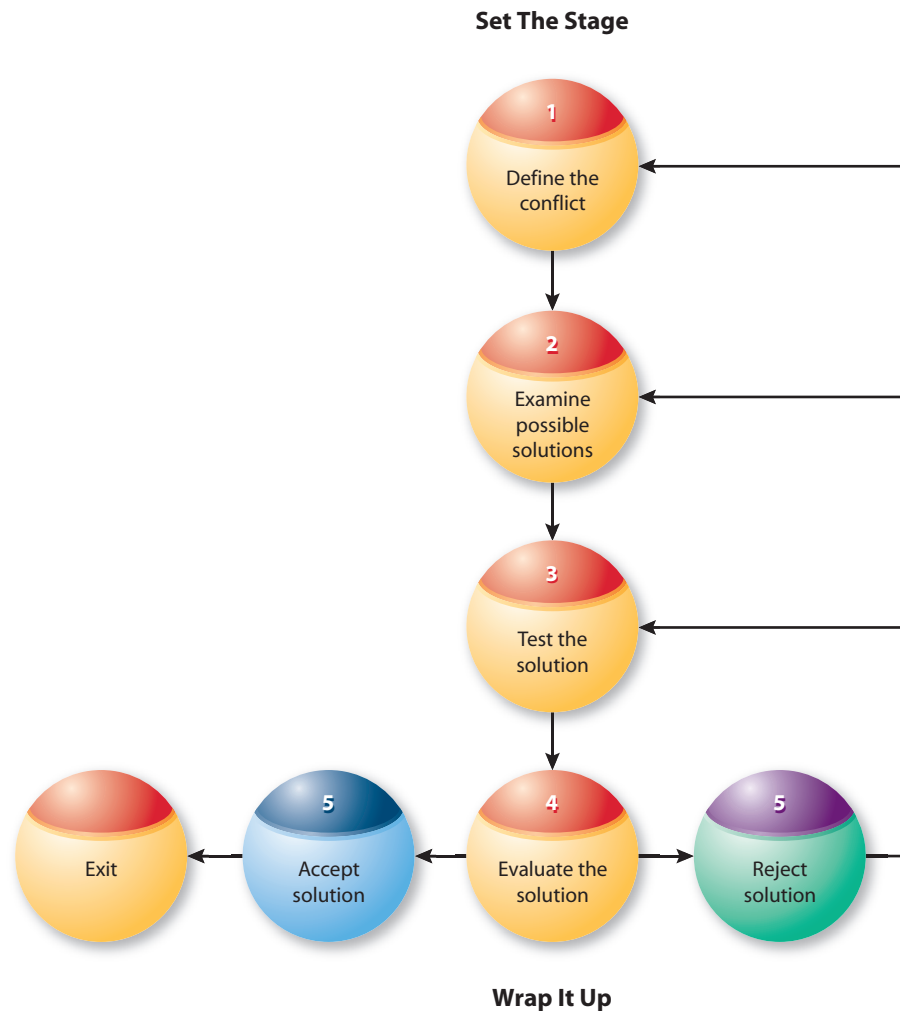 Set The Stage
1
Define the
conflict
2
Examine
possible
solutions
3
Test the
solution
Exit
5
Accept
solution
4
Evaluate the
solution
5
Reject
solution
Wrap It Up